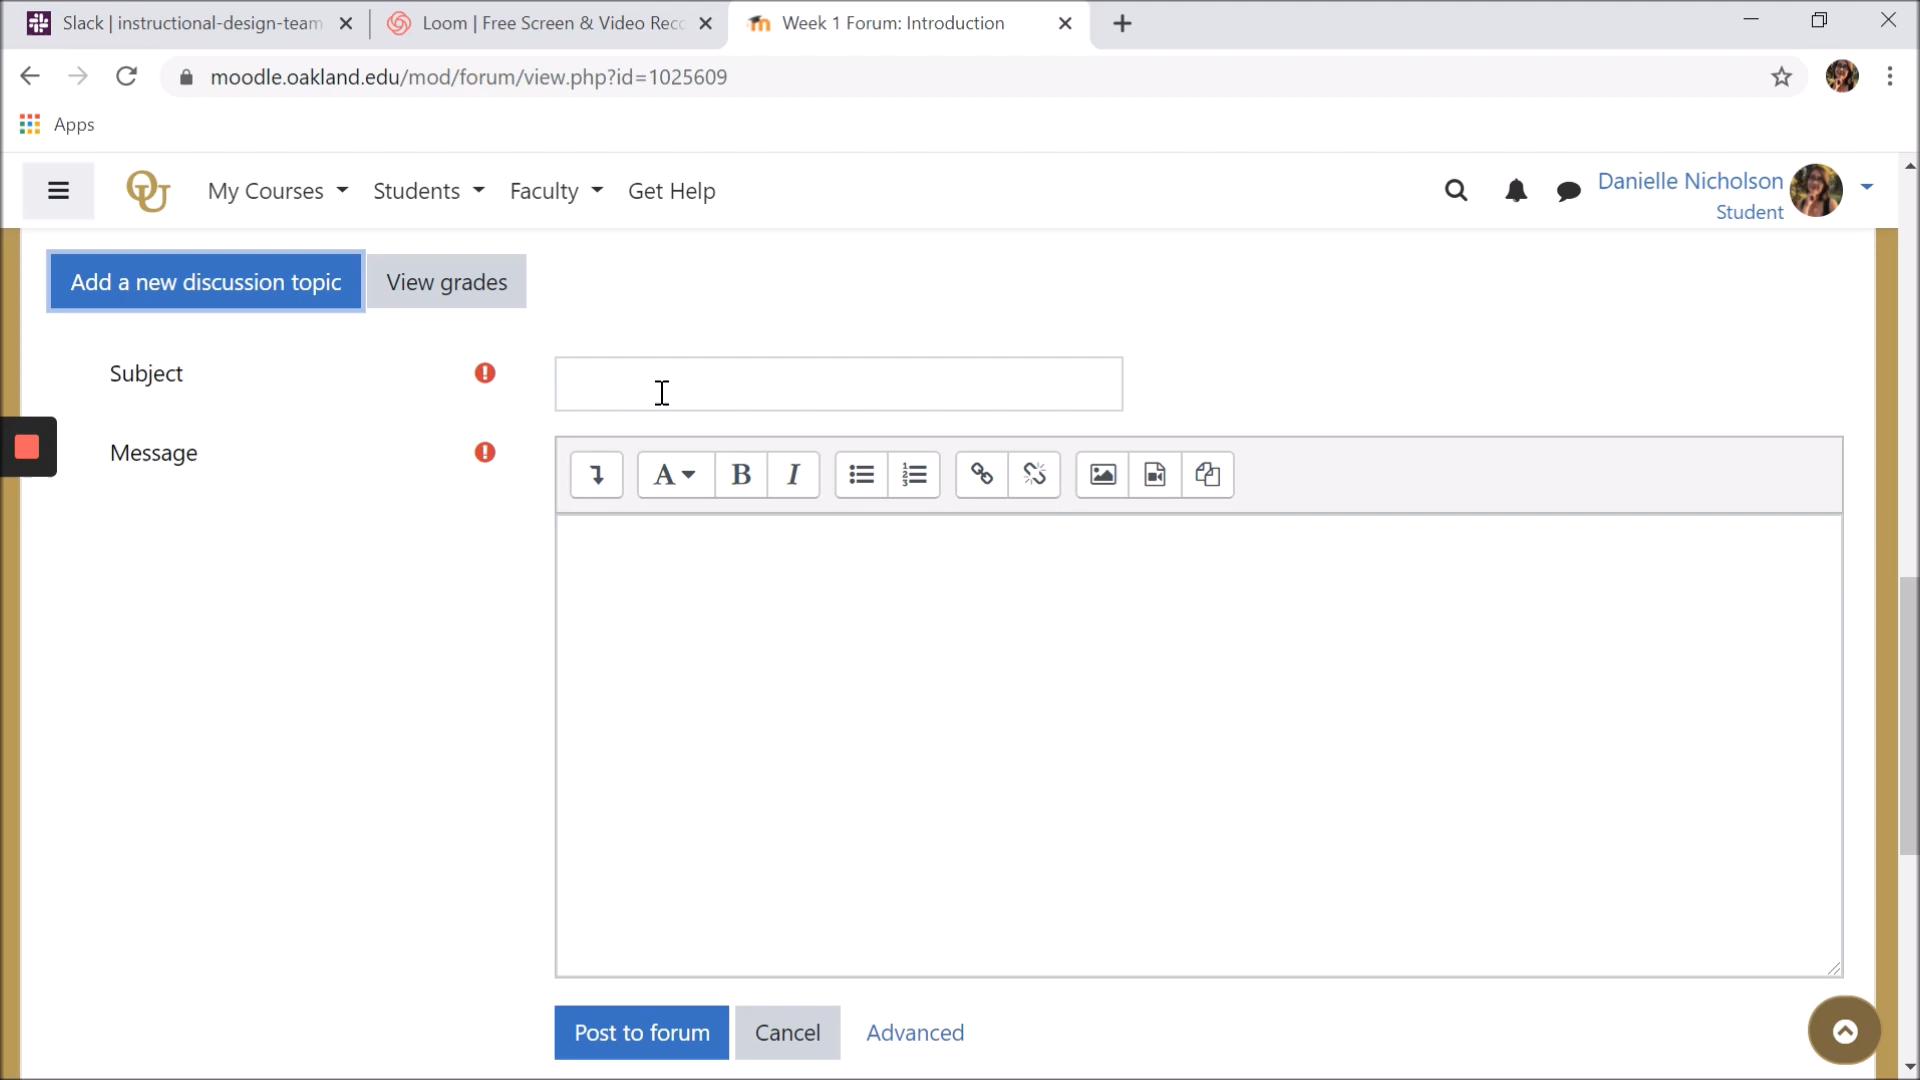 Slack | instructional-design-team
Loom | Free Screen & Video Rec
Week 1 Forum: Introduction
moodle.oakland.edu/mod/forum/view.php?id=1025609
Apps
OU
My Courses
Students
Faculty
Get Help
Danielle Nicholson
Student
Add a new discussion topic
View grades
Subject
Message
A
B
I
Post to forum
Cancel
Advanced